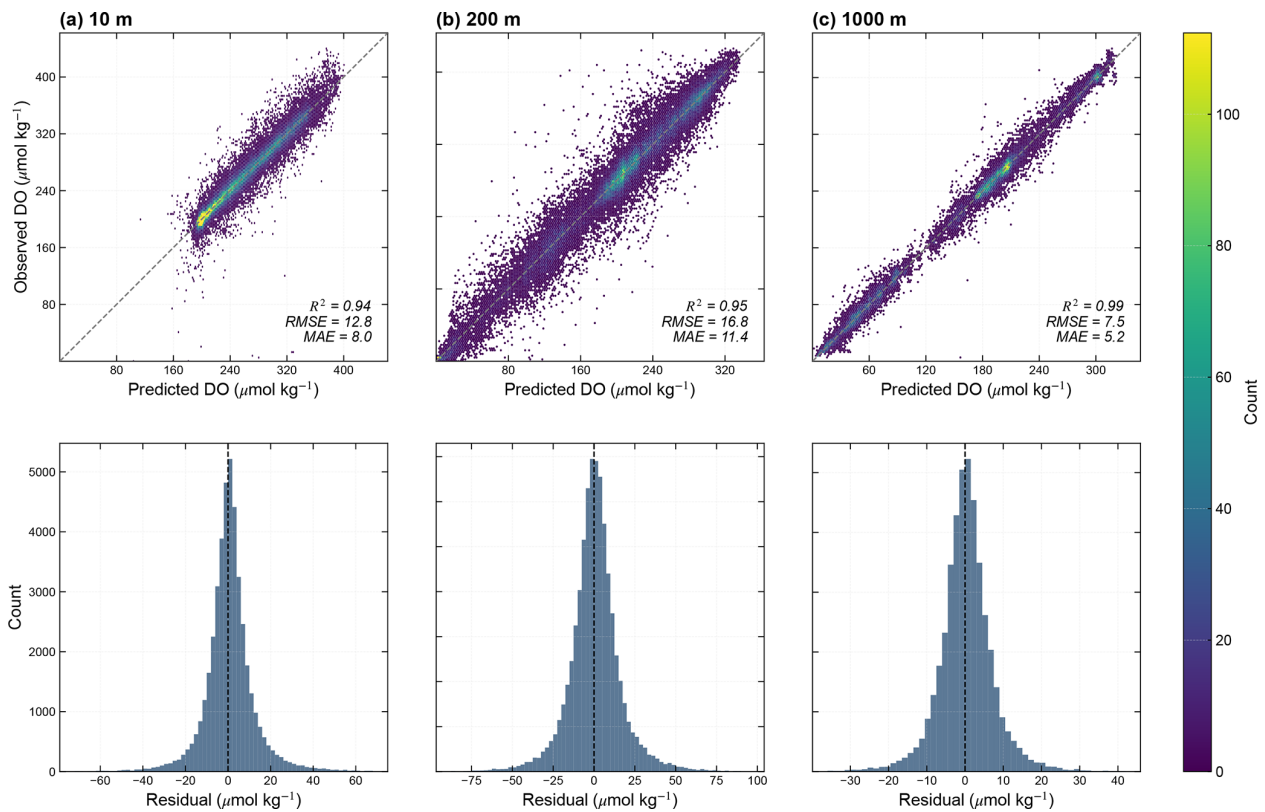 (a) 10 m
(b) 200 m
(c) 1000 m
Observed DO (μmol kg⁻¹)
400
320
240
160
80
R² = 0.94
RMSE = 12.8
MAE = 8.0
R² = 0.95
RMSE = 16.8
MAE = 11.4
R² = 0.99
RMSE = 7.5
MAE = 5.2
80 160 240 320 400
80 160 240 320
60 120 180 240 300
Predicted DO (μmol kg⁻¹)
Predicted DO (μmol kg⁻¹)
Predicted DO (μmol kg⁻¹)
100
80
60
40
20
0
Count
Count
5000
4000
3000
2000
1000
0
-60 -40 -20 0 20 40 60
−75 −50 −25 0 25 50 75 100
−30 −20 −10 0 10 20 30 40
Residual (μmol kg⁻¹)
Residual (μmol kg⁻¹)
Residual (μmol kg⁻¹)